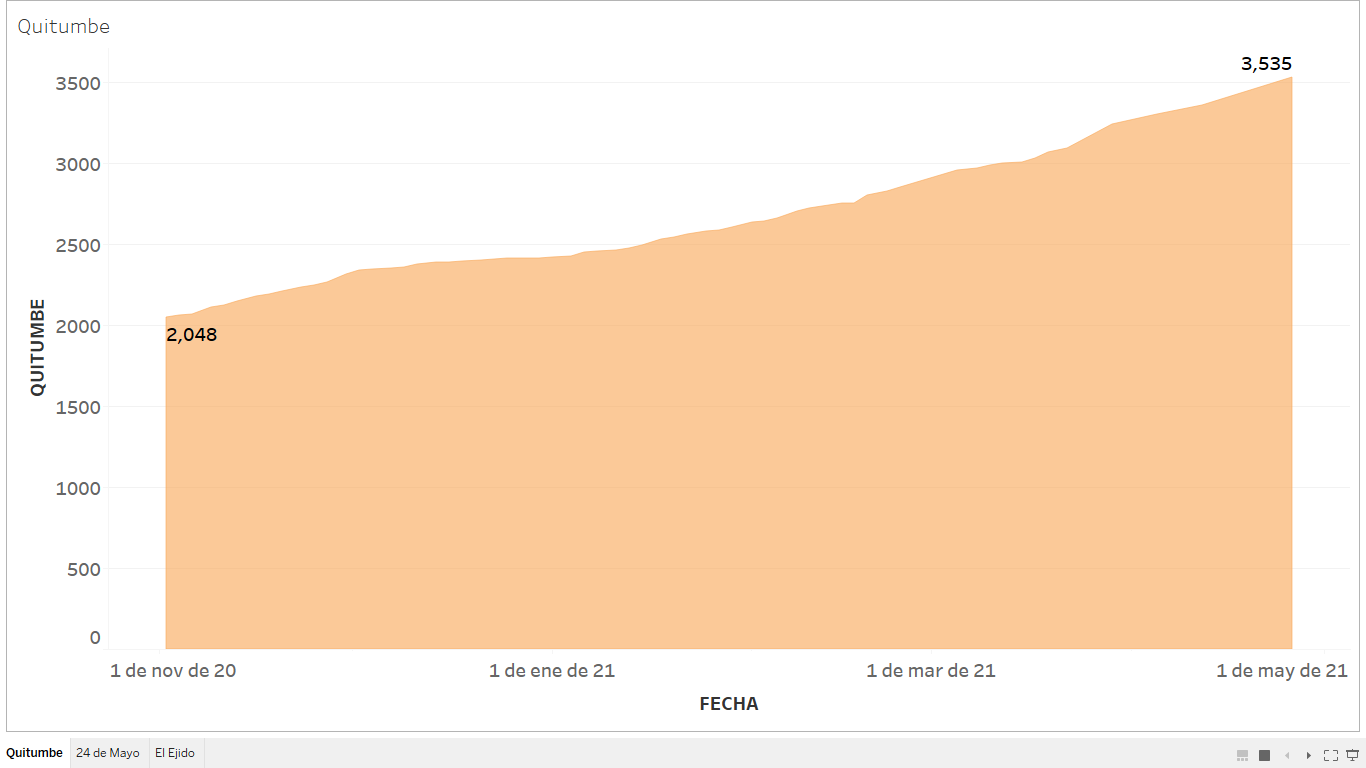 Quitumbe
3,535
3500
3000
2500
2000
1500
1000
500
0
2,048
QUITUMBE
1 de nov de 20 1 de ene de 21 1 de mar de 21 1 de may de 21
FECHA
Quitumbe 24 de Mayo El Ejido